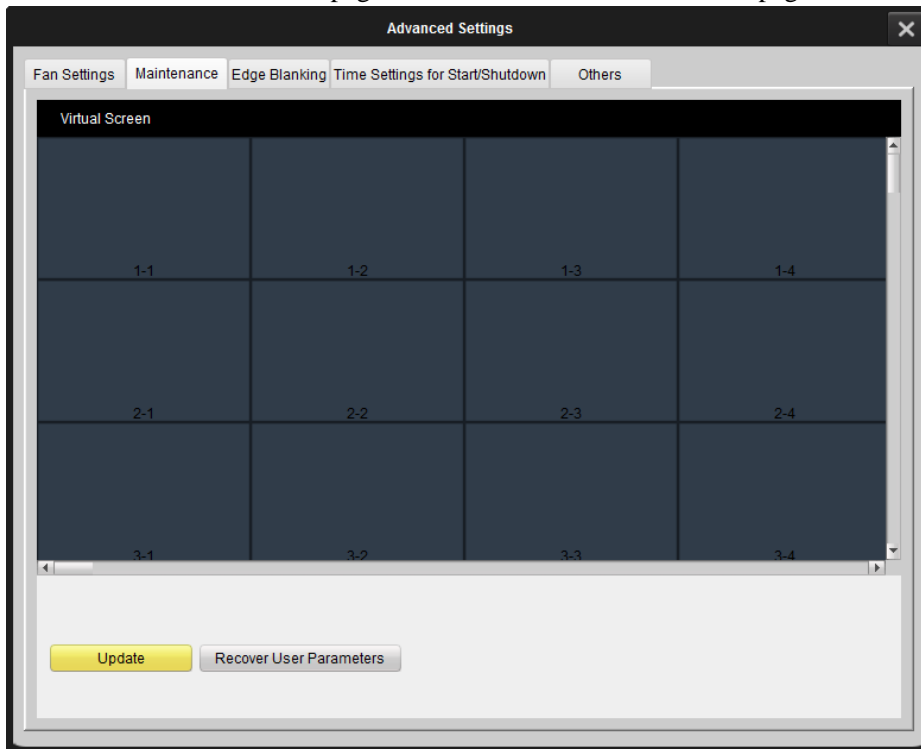 Advanced Settings
Fan Settings Maintenance Edge Blanking Time Settings for Start/Shutdown Others
Virtual Screen
1-1 1-2 1-3 1-4
2-1 2-2 2-3 2-4
3-1 3-2 3-3 3-4
Update Recover User Parameters